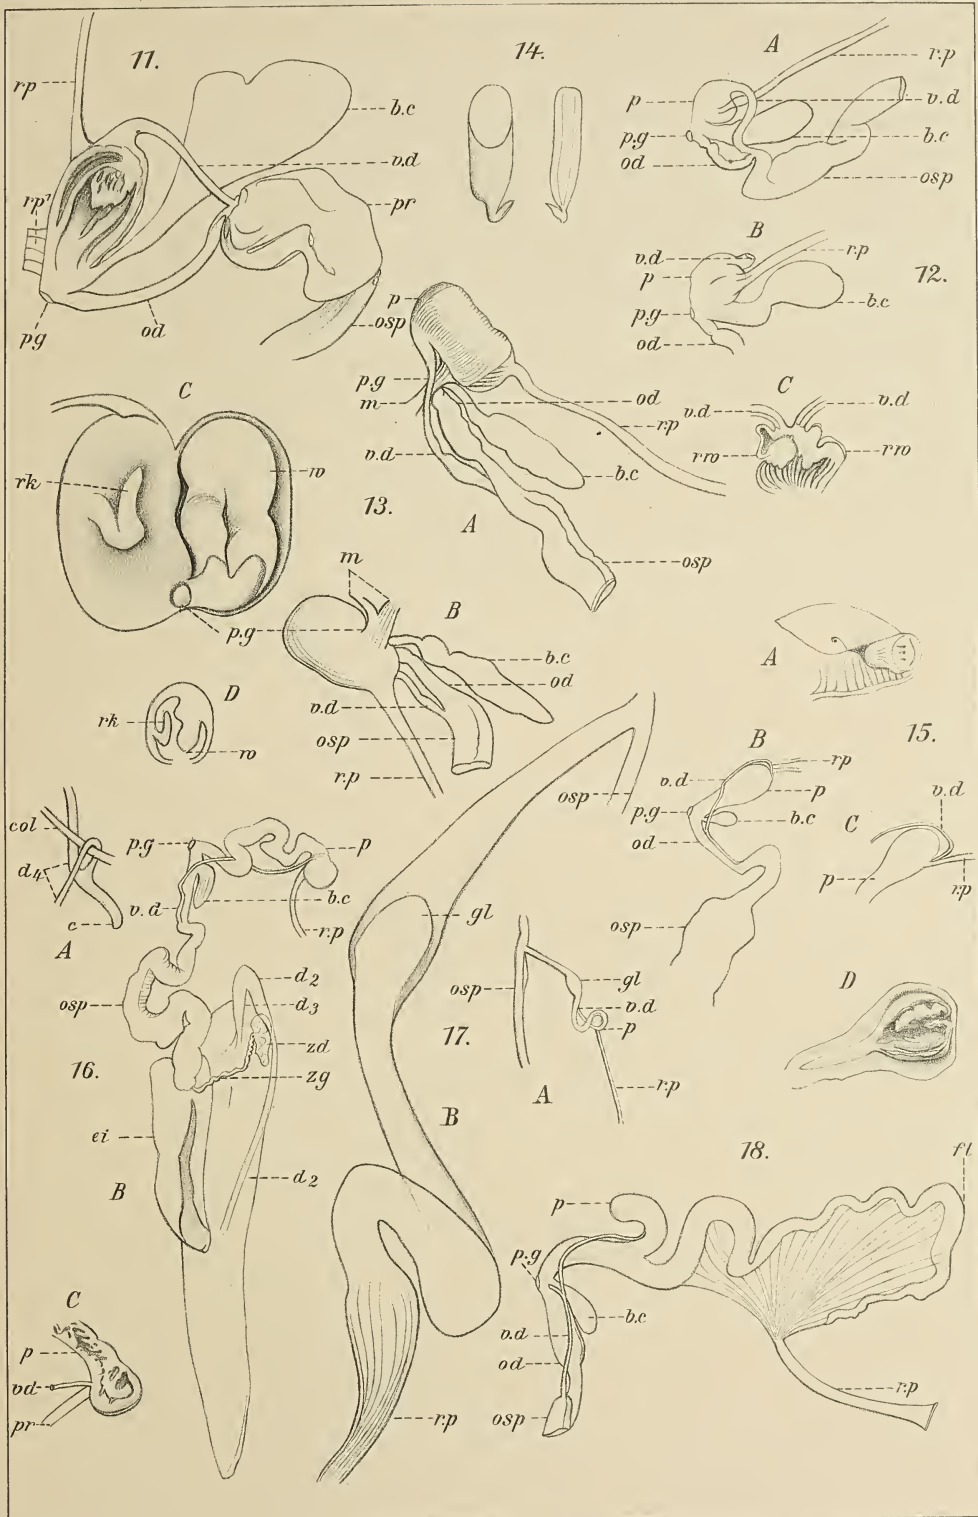 11.
rp
b.c
v.d
pr
rp'
pg
od
osp
14.
A
r.p
p
v.d
p.g
b.c
od
osp
B
v.d
r.p
p
12.
p.g
b.c
od
C
v.d
v.d
rw
rw
p
p.g
m
od
r.p
v.d
b.c
A
osp
13.
C
rk
w
p.g
m
B
b.c
od
v.d
osp
r.p
D
rk
w
A
15.
B
rp
v.d
p
p.g
b.c
od
osp
C
v.d
p
r.p
D
col
d4
c
A
p.g
p
v.d
b.c
r.p
osp
d2
d3
zd
zg
16.
ei
B
d2
C
p
vd
pr
osp
gl
B
r.p
17.
osp
gl
v.d
p
A
r.p
18.
fl
p
p.g
b.c
v.d
od
osp
r.p